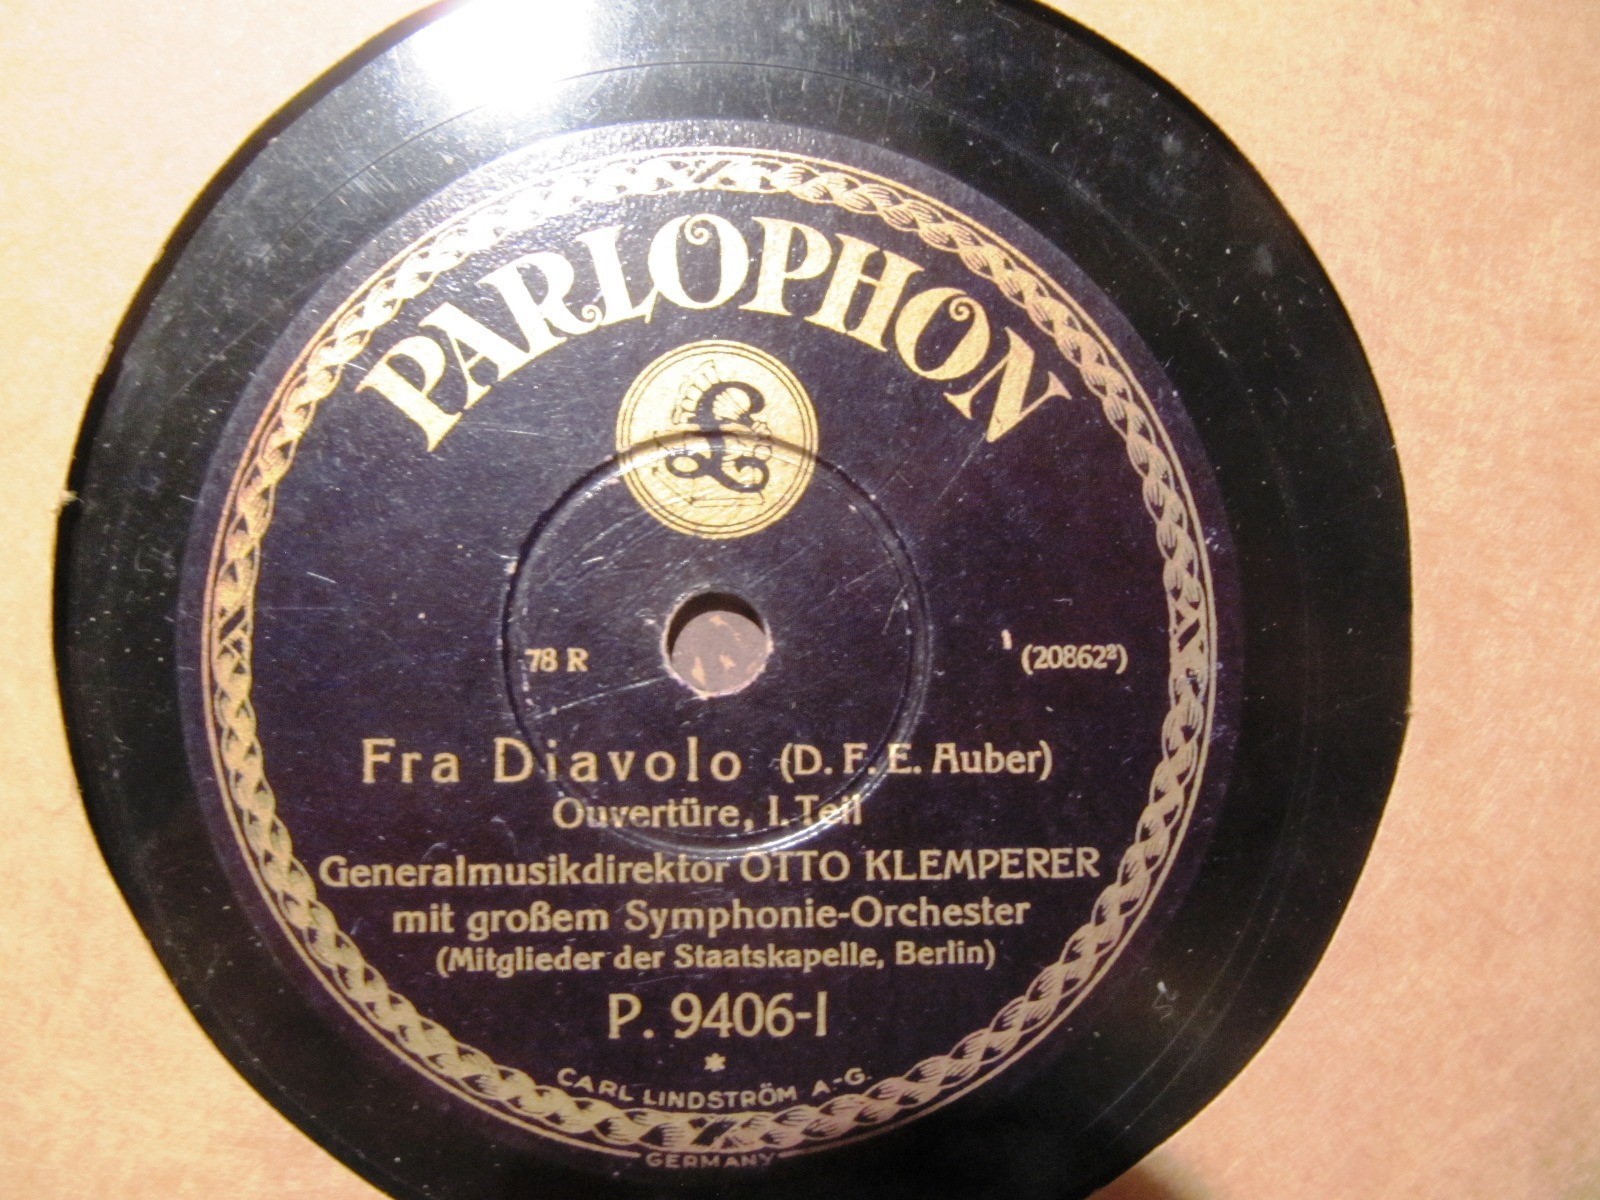 PARLOPHON
£
78 R
(20862²)
Fra Diavolo (D. F. E. Auber)
Ouvertüre, I. Teil
Generalmusikdirektor OTTO KLEMPERER
mit großem Symphonie-Orchester
(Mitglieder der Staatskapelle, Berlin)
P. 9406-I
*
CARL LINDSTRÖM A-G.
GERMANY